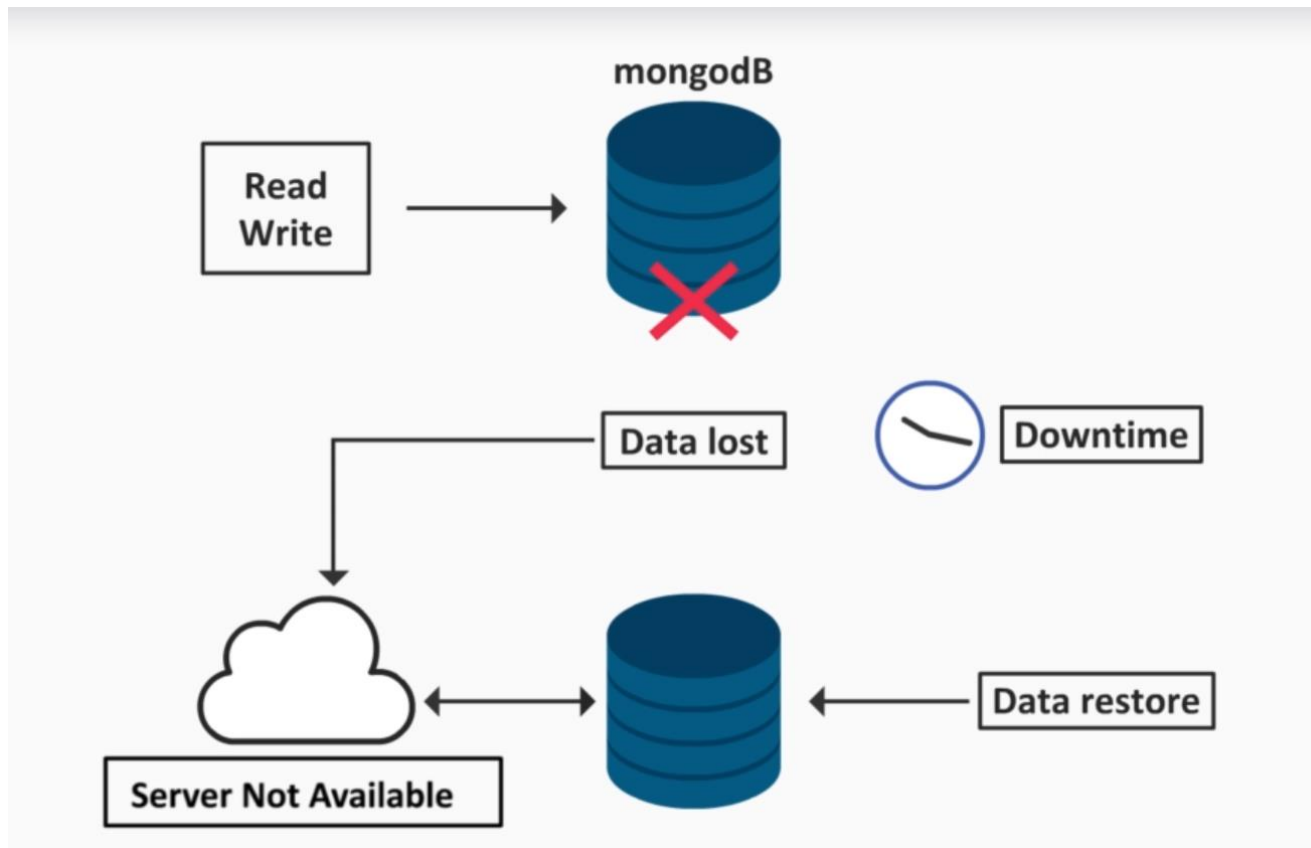 mongodB
Read
Write
Data lost
Downtime
Data restore
Server Not Available